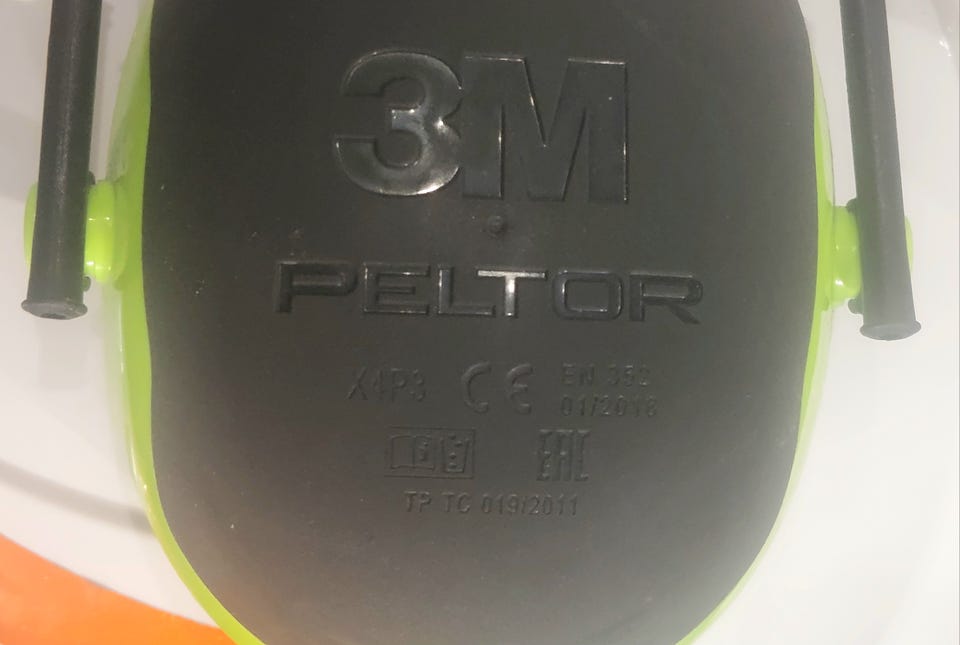 3M
®
PELTOR
X4P3 CE EN 352
01/2018
EAC
TP TC 019/2011